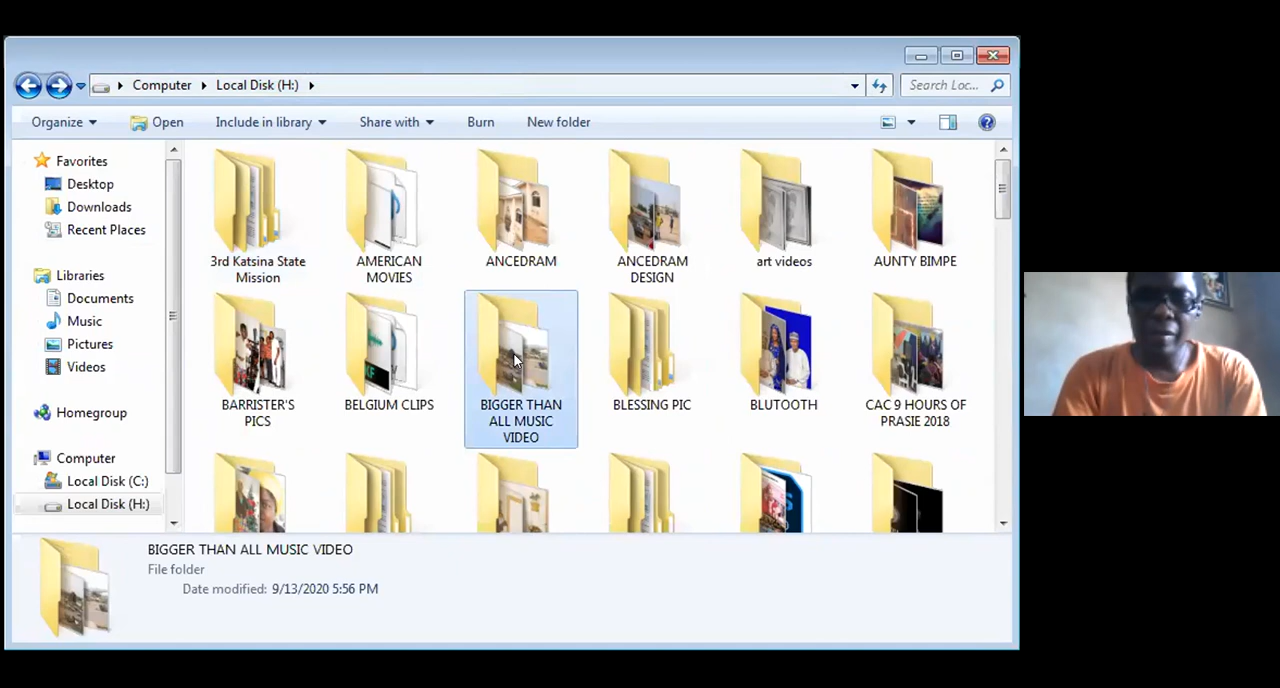 Computer
Local Disk (H:)
Search Loc...
Organize
Open
Include in library
Share with
Burn
New folder
Favorites
Desktop
Downloads
Recent Places
Libraries
Documents
Music
Pictures
Videos
Homegroup
Computer
Local Disk (C:)
Local Disk (H:)
3rd Katsina State
Mission
AMERICAN
MOVIES
ANCEDRAM
ANCEDRAM
DESIGN
art videos
AUNTY BIMPE
BARRISTER'S
PICS
BELGIUM CLIPS
BIGGER THAN
ALL MUSIC
VIDEO
BLESSING PIC
BLUTOOTH
CAC 9 HOURS OF
PRASIE 2018
BIGGER THAN ALL MUSIC VIDEO
File folder
Date modified: 9/13/2020 5:56 PM